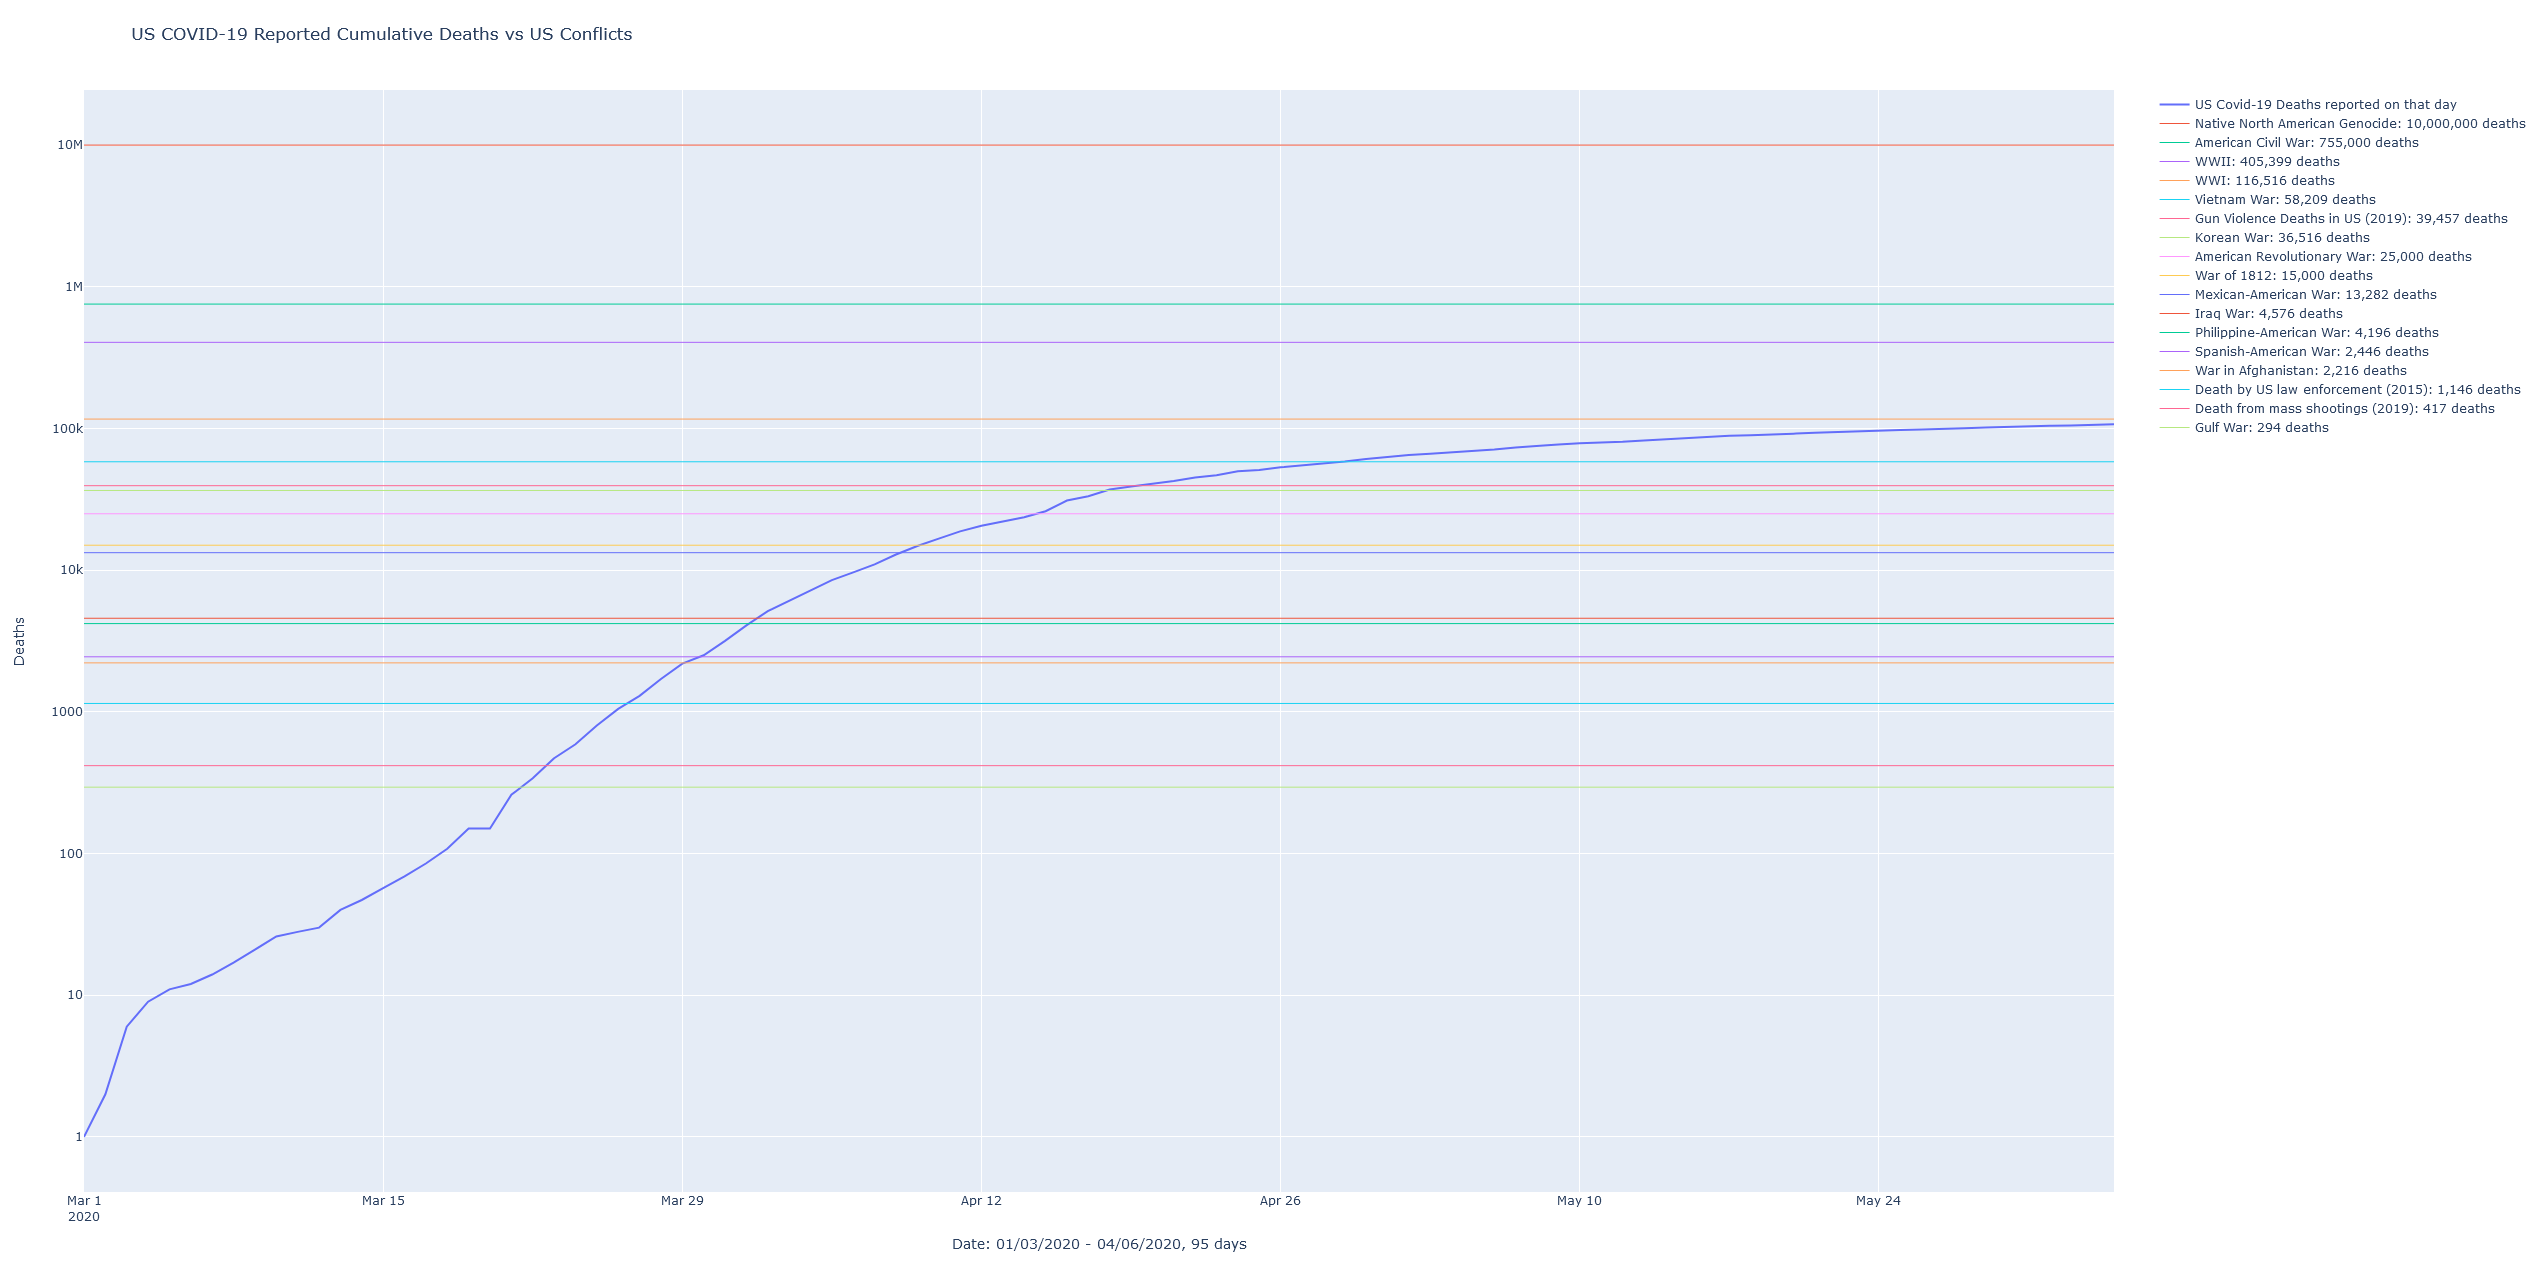 US COVID-19 Reported Cumulative Deaths vs US Conflicts
US Covid-19 Deaths reported on that day
Native North American Genocide: 10,000,000 deaths
American Civil War: 755,000 deaths
WWII: 405,399 deaths
WWI: 116,516 deaths
Vietnam War: 58,209 deaths
Gun Violence Deaths in US (2019): 39,457 deaths
Korean War: 36,516 deaths
American Revolutionary War: 25,000 deaths
War of 1812: 15,000 deaths
Mexican-American War: 13,282 deaths
Iraq War: 4,576 deaths
Philippine-American War: 4,196 deaths
Spanish-American War: 2,446 deaths
War in Afghanistan: 2,216 deaths
Death by US law enforcement (2015): 1,146 deaths
Death from mass shootings (2019): 417 deaths
Gulf War: 294 deaths
10M
1M
100k
10k
1000
100
10
1
Deaths
Mar 1
2020
Mar 15
Mar 29
Apr 12
Apr 26
May 10
May 24
Date: 01/03/2020 - 04/06/2020, 95 days